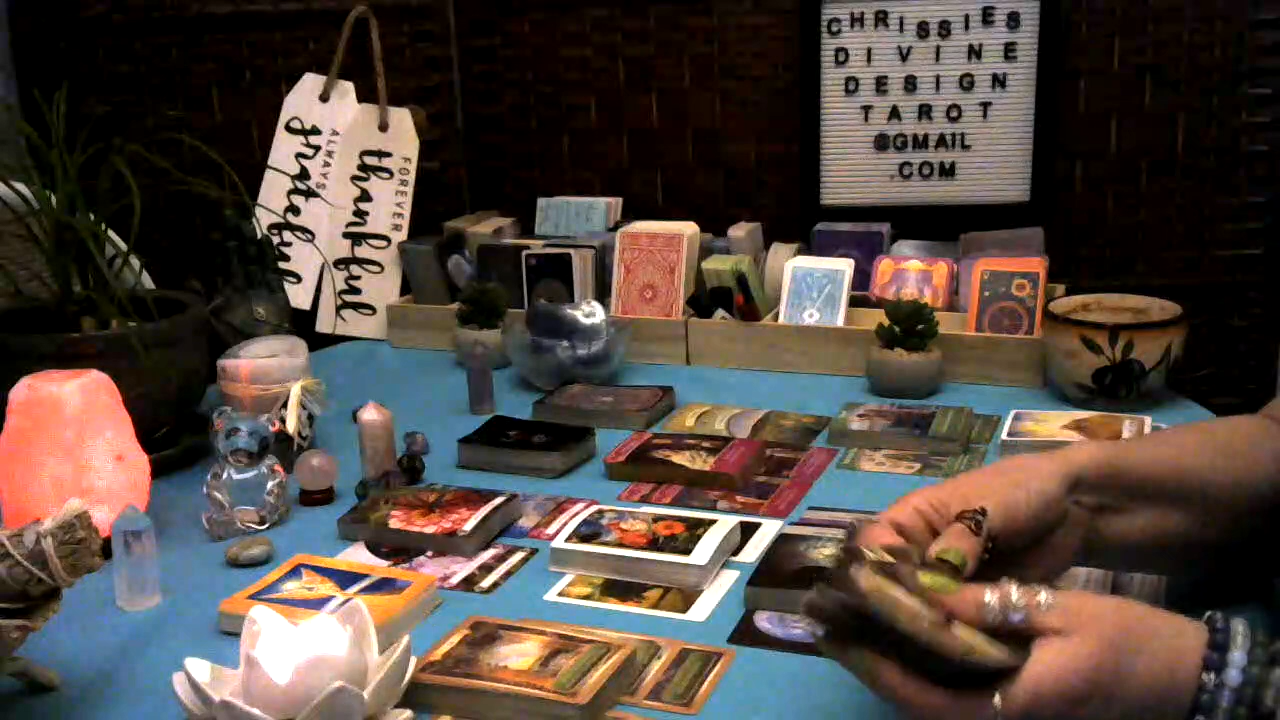 ALWAYS
grateful
FOREVER
thankful
CHRISSIES
DIVINE
DESIGN
TAROT
@GMAIL
.COM